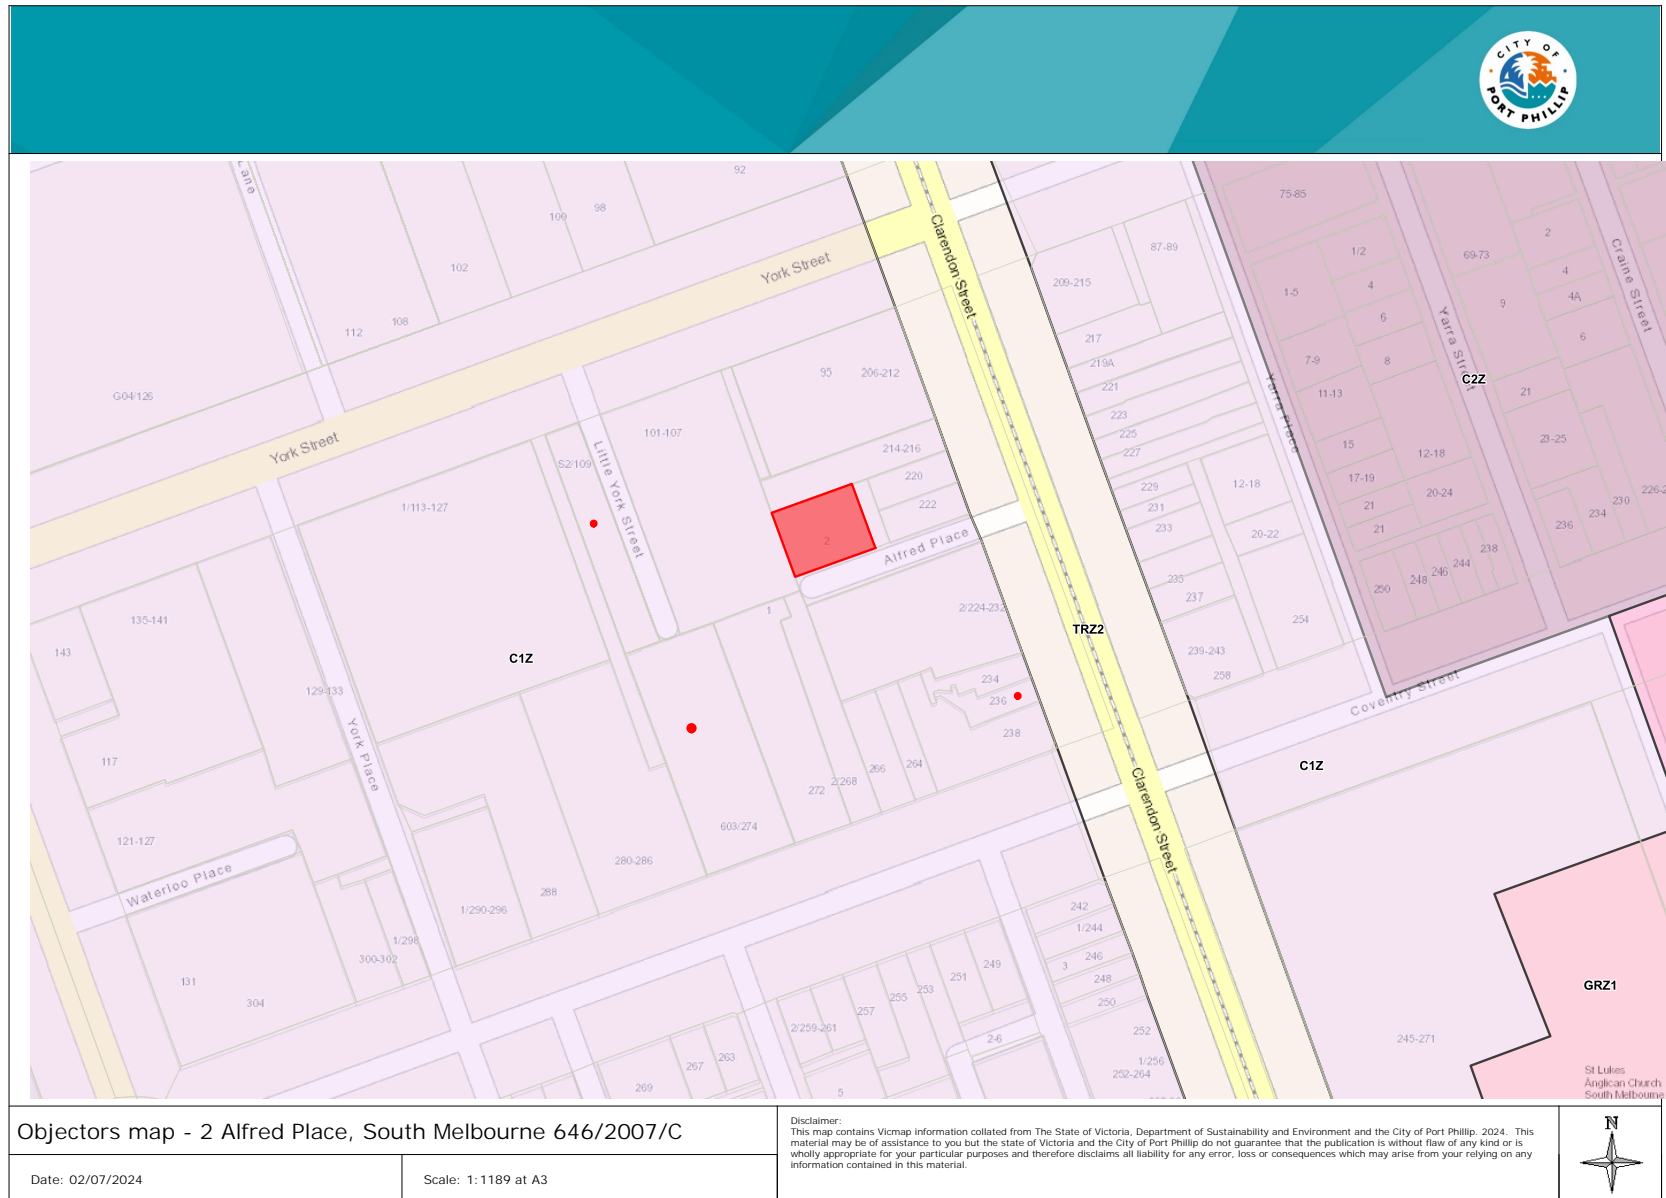 CITY OF
PORT PHILLIP
Lane
92
100
98
102
112
108
York Street
G04/126
York Street
Clarendon Street
75-85
87-89
209-215
217
219A
221
223
225
227
229
231
233
235
237
239-243
258
254
12-18
20-22
Yarra Place
1-5
7-9
11-13
15
17-19
21
21
1/2
4
6
8
12-18
20-24
250
248
246
244
238
Yarra Street
C2Z
69-73
9
21
23-25
236
234
230
2
4
4A
6
Craine Street
95
206-212
214-216
220
222
101-107
S2/109
Little York Street
1/113-127
2
Alfred Place
1
2/224-232
234
236
238
TRZ2
C1Z
135-141
143
129-133
117
121-127
York Place
Waterloo Place
131
304
300-302
1/298
1/290-296
288
280-286
603/274
272
2/268
266
264
Coventry Street
C1Z
Clarendon Street
242
1/244
246
3
248
250
252
1/256
252-264
249
251
253
255
257
2/259-261
2-6
5
263
267
269
245-271
GRZ1
St Lukes
Anglican Church
South Melbourne
Objectors map - 2 Alfred Place, South Melbourne 646/2007/C
Date: 02/07/2024
Scale: 1:1189 at A3
Disclaimer:
This map contains Vicmap information collated from The State of Victoria, Department of Sustainability and Environment and the City of Port Phillip. 2024. This
material may be of assistance to you but the state of Victoria and the City of Port Phillip do not guarantee that the publication is without flaw of any kind or is
wholly appropriate for your particular purposes and therefore disclaims all liability for any error, loss or consequences which may arise from your relying on any
information contained in this material.
N